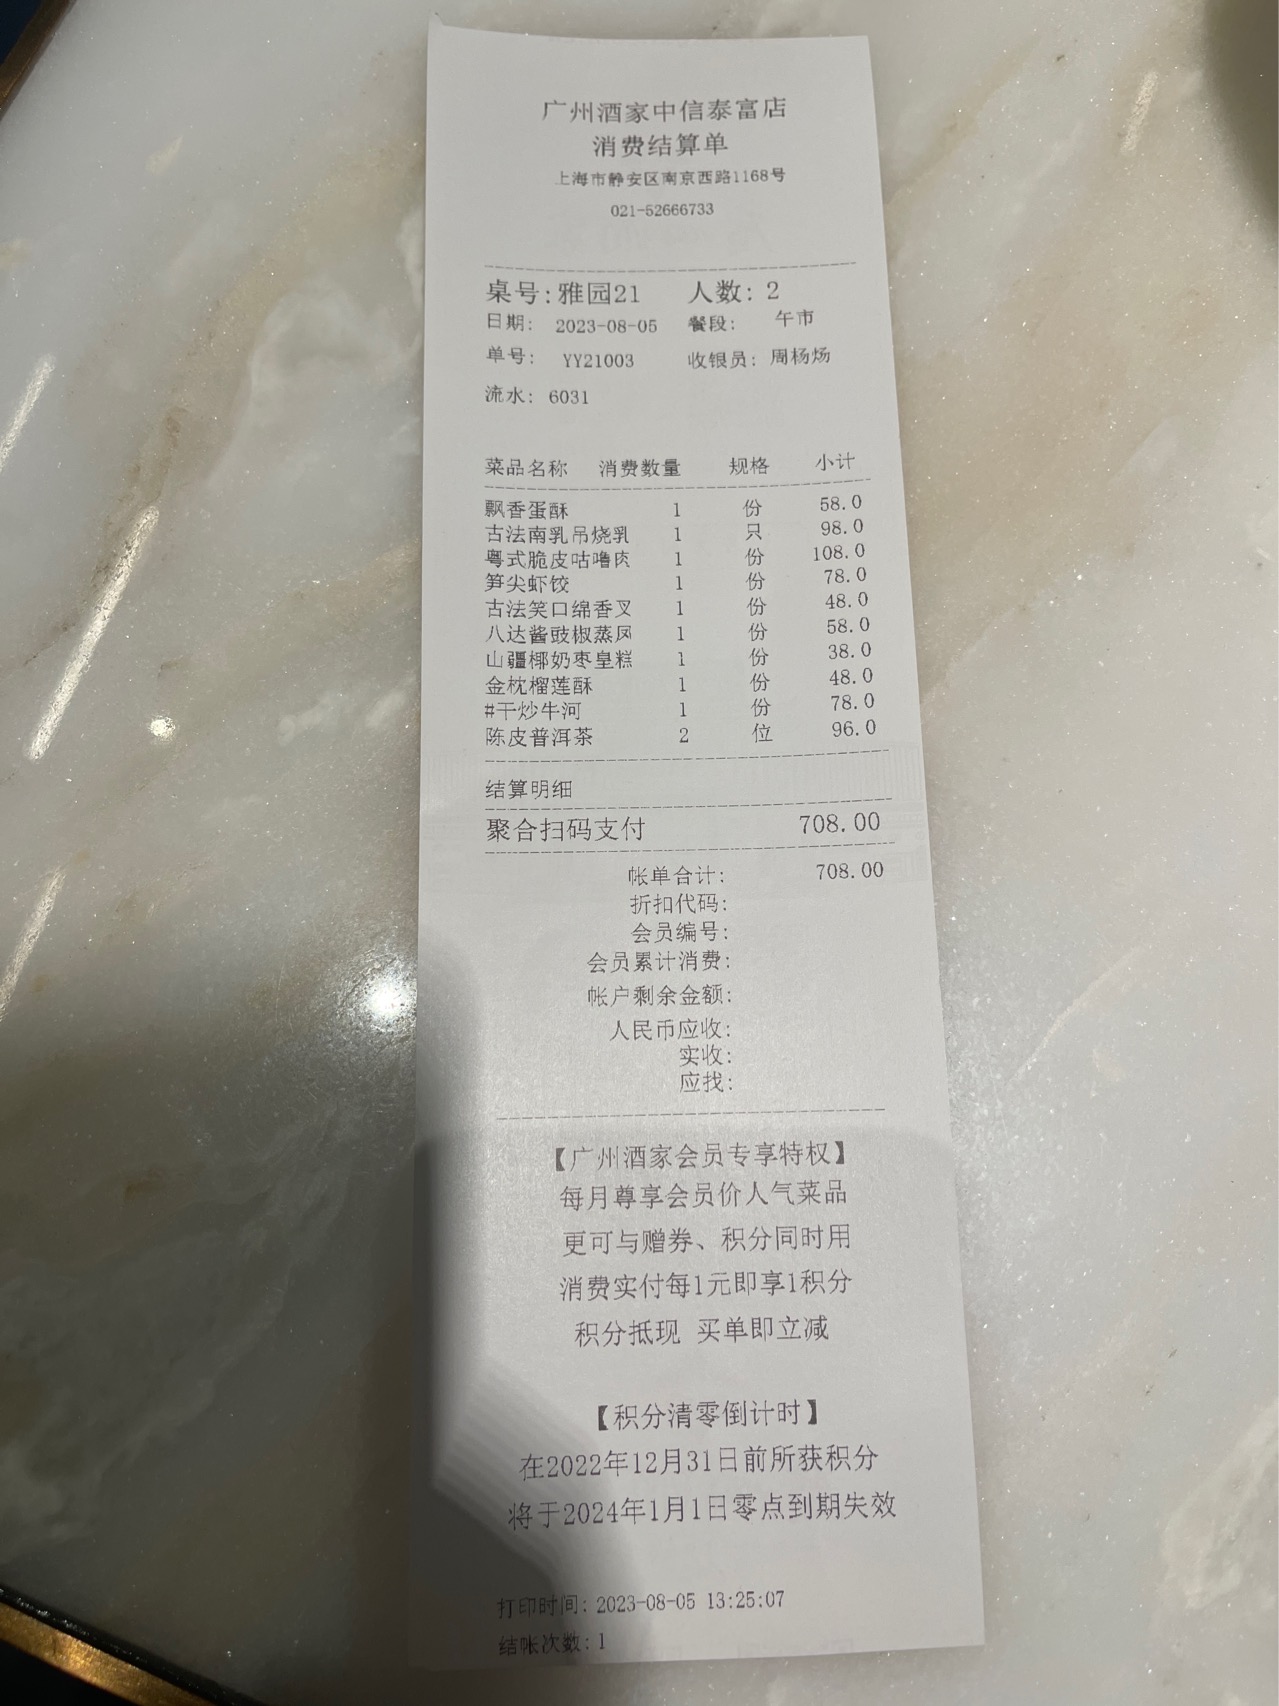 广州酒家中信泰富店
消费结算单
上海市静安区南京西路1168号
021-52666733
桌号:雅园21 人数: 2
日期: 2023-08-05 餐段: 午市
单号: YY21003 收银员: 周杨炀
流水: 6031
菜品名称 消费数量 规格 小计
飘香蛋酥 1 份 58.0
古法南乳吊烧乳 1 只 98.0
粤式脆皮咕噜肉 1 份 108.0
笋尖虾饺 1 份 78.0
古法笑口绵香叉 1 份 48.0
八达酱豉椒蒸凤 1 份 58.0
山疆椰奶枣皇糕 1 份 38.0
金枕榴莲酥 1 份 48.0
#干炒牛河 1 份 78.0
陈皮普洱茶 2 位 96.0
结算明细
聚合扫码支付 708.00
帐单合计: 708.00
折扣代码:
会员编号:
会员累计消费:
帐户剩余金额:
人民币应收:
实收:
应找:
【广州酒家会员专享特权】
每月尊享会员价人气菜品
更可与赠券、积分同时用
消费实付每1元即享1积分
积分抵现 买单即立减
【积分清零倒计时】
在2022年12月31日前所获积分
将于2024年1月1日零点到期失效
打印时间: 2023-08-05 13:25:07
结帐次数: 1